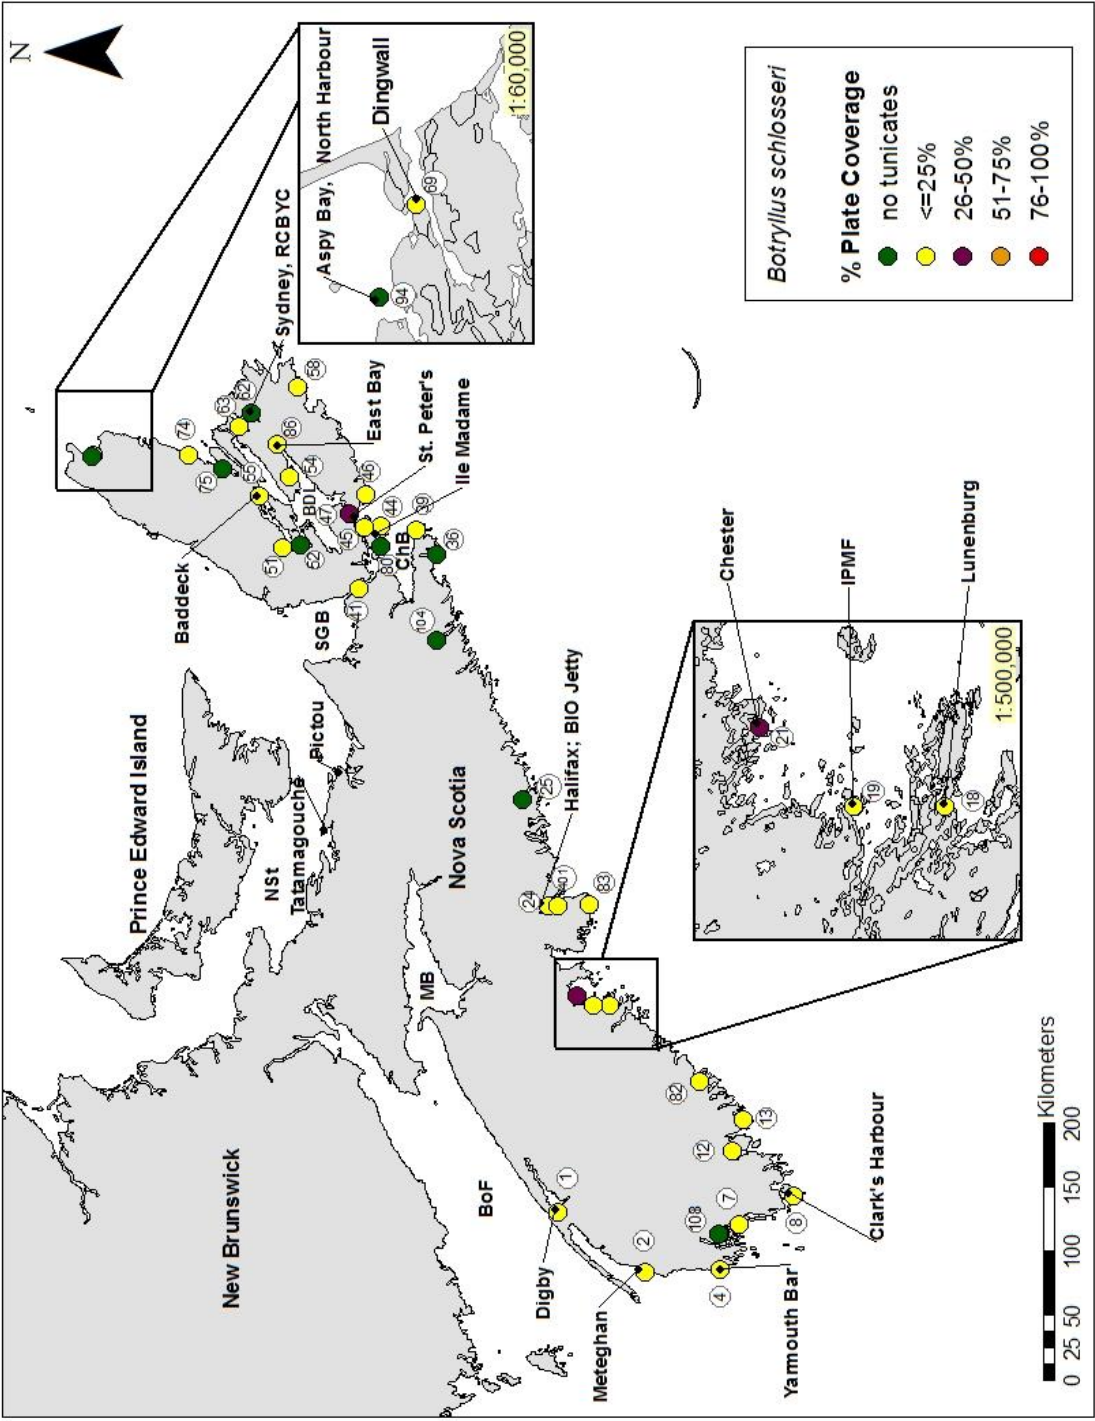 N
New Brunswick
Prince Edward Island
NSt
Tatamagouche
Pictou
SGB
Nova Scotia
MB
BoF
Baddeck
BDL
ChB
East Bay
St. Peter's
Ile Madame
Sydney, RCBYC
Aspy Bay, North Harbour
Dingwall
94
69
1:60,000
74
75
63
62
58
55
86
54
51
52
47
46
45
44
80
39
36
41
104
25
Halifax; BIO Jetty
24
401
83
Chester
21
IPMF
19
Lunenburg
18
1:500,000
82
13
12
Clark's Harbour
8
7
108
Yarmouth Bar
4
Meteghan
2
Digby
1
Botryllus schlosseri
% Plate Coverage
no tunicates
<=25%
26-50%
51-75%
76-100%
0 25 50 100 150 200
Kilometers